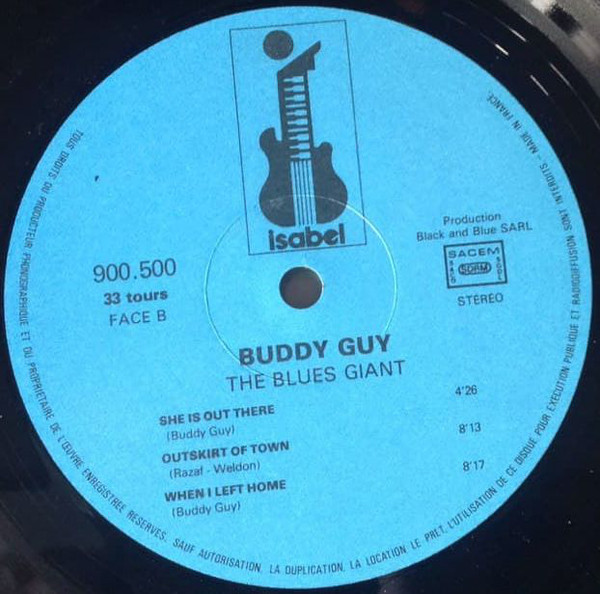 isabel
900.500
33 tours
FACE B
Production
Black and Blue SARL
SACEM
SDRM
STÉRÉO
BUDDY GUY
THE BLUES GIANT
SHE IS OUT THERE 4'26
(Buddy Guy)
OUTSKIRT OF TOWN 8'13
(Razaf - Weldon)
WHEN I LEFT HOME 8'17
(Buddy Guy)
TOUS DROITS DU PRODUCTEUR PHONOGRAPHIQUE ET DU PROPRIETAIRE DE L'ŒUVRE ENREGISTREE RESERVES. SAUF AUTORISATION, LA DUPLICATION, LA LOCATION, LE PRET, L'UTILISATION DE CE DISQUE POUR EXECUTION PUBLIQUE ET RADIODIFFUSION SONT INTERDITS - MADE IN FRANCE